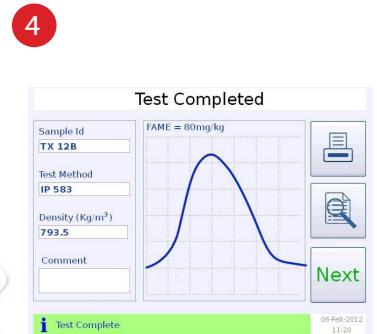 4
Test Completed
Sample Id
TX 12B
Test Method
IP 583
Density (Kg/m³)
793.5
Comment
FAME = 80mg/kg
Next
i Test Complete
06-Feb-2012
11:20